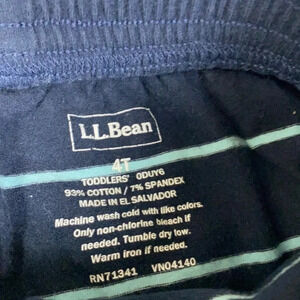 L.L.Bean
4T
TODDLERS' ODUY6
93% COTTON / 7% SPANDEX
MADE IN EL SALVADOR
Machine wash cold with like colors.
Only non-chlorine bleach if
needed. Tumble dry low.
Warm iron if needed.
RN71341 VN04140